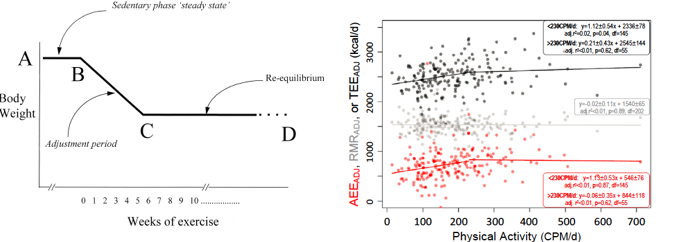 Sedentary phase ‘steady state’
A
B
Re-equilibrium
Body
Weight
Adjustment period
C
D
0 1 2 3 4 5 6 7 8 9 10 ..................
Weeks of exercise
AEEADJ, RMRADJ, or TEEADJ (kcal/d)
3000
2000
1000
0
<230CPM/d: y=1.12±0.54x + 2336±78
adj.r²=0.02, p=0.04, df=145
>230CPM/d: y=0.21±0.43x + 2545±144
adj.r²<0.01, p=0.62, df=55
y=-0.02±0.11x + 1540±65
adj.r²<0.01, p=0.89, df=202
<230CPM/d: y=1.13±0.53x + 546±76
adj.r²<0.01, p=0.87, df=145
>230CPM/d: y=-0.06±0.35x + 844±118
adj.r²<0.01, p=0.62, df=55
0 100 200 300 400 500 600 700
Physical Activity (CPM/d)